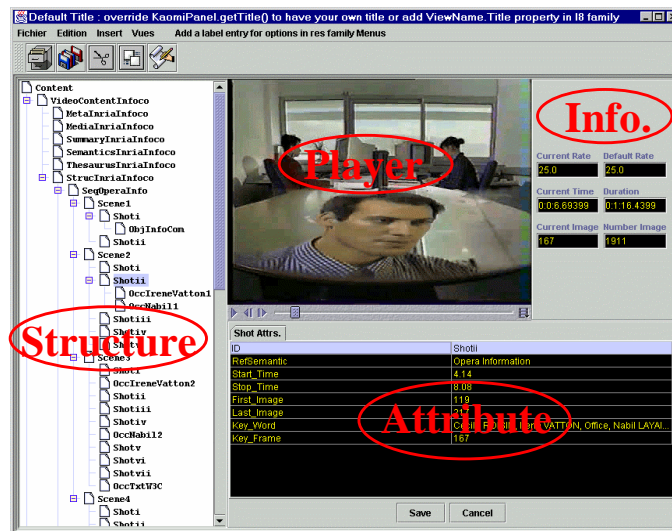 Default Title : override KaomiPanel.getTitle() to have your own title or add ViewName.Title property in I8 family
Fichier Edition Insert Vues Add a label entry for options in res family Menus
Content
VideoContentInfoco
MetaInriaInfoco
MediaInriaInfoco
SummaryInriaInfoco
SemanticsInriaInfoco
ThesaurusInriaInfoco
StrucInriaInfoco
SeqOperaInfo
Scene1
Shoti
ObjInfoCom
Shotii
Scene2
Shoti
Shotii
OccIreneVatton1
OccNabil1
Shotiii
Shotiv
Shotv
Scene3
Shoti
OccIreneVatton2
Shotii
Shotiii
Shotiv
OccNabil2
Shotv
Shotvi
Shotvii
OccTxtW3C
Scene4
Shoti
Shotii
Structure
Player
Info.
Current Rate Default Rate
25.0 25.0
Current Time Duration
0:0:6.69399 0:1:16.4399
Current Image Number Image
167 1911
Shot Attrs.
ID Shotii
RefSemantic Opera Information
Start_Time 4.14
Stop_Time 8.08
First_Image 119
Last_Image 217
Key_Word VATTON, Office, Nabil LAYAI...
Key_Frame 167
Attribute
Save Cancel